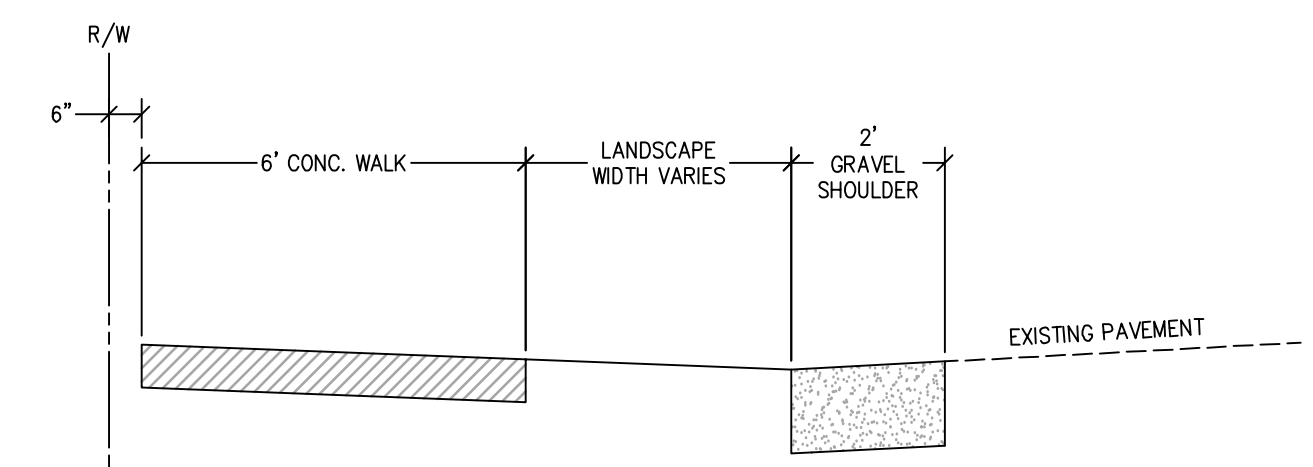 R/W
6”
6' CONC. WALK
LANDSCAPE
WIDTH VARIES
2'
GRAVEL
SHOULDER
EXISTING PAVEMENT